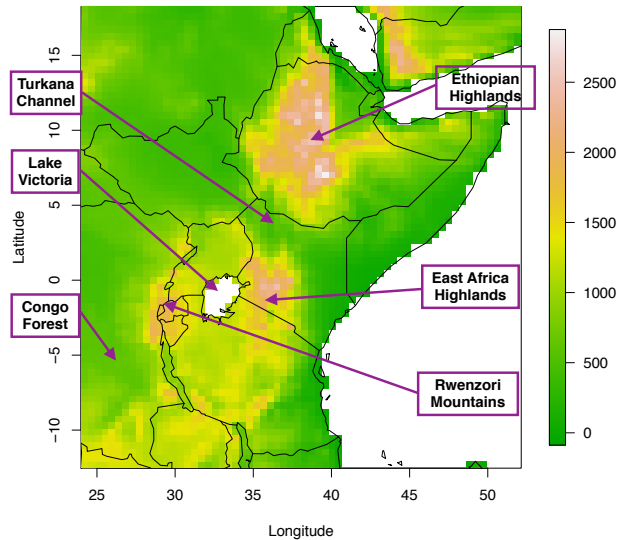 Turkana
Channel
Ethiopian
Highlands
Lake
Victoria
East Africa
Highlands
Congo
Forest
Rwenzori
Mountains
Latitude
15
10
5
0
−5
−10
25
30
35
40
45
50
Longitude
2500
2000
1500
1000
500
0